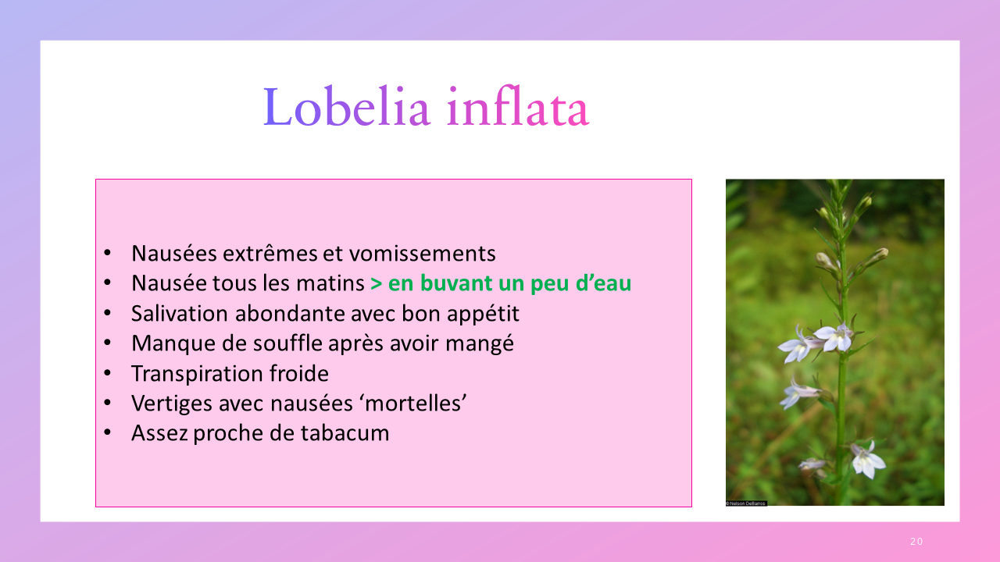 Lobelia inflata
• Nausées extrêmes et vomissements
• Nausée tous les matins > en buvant un peu d’eau
• Salivation abondante avec bon appétit
• Manque de souffle après avoir mangé
• Transpiration froide
• Vertiges avec nausées ‘mortelles’
• Assez proche de tabacum
© Nelson DeBarros
20